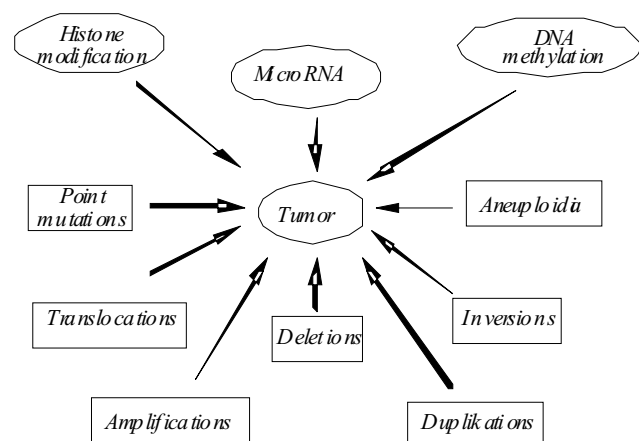 Histone
modification
MicroRNA
DNA
methylation
Point
mutations
Tumor
Aneuploidia
Translocations
Deletions
Inversions
Amplifications
Duplikations